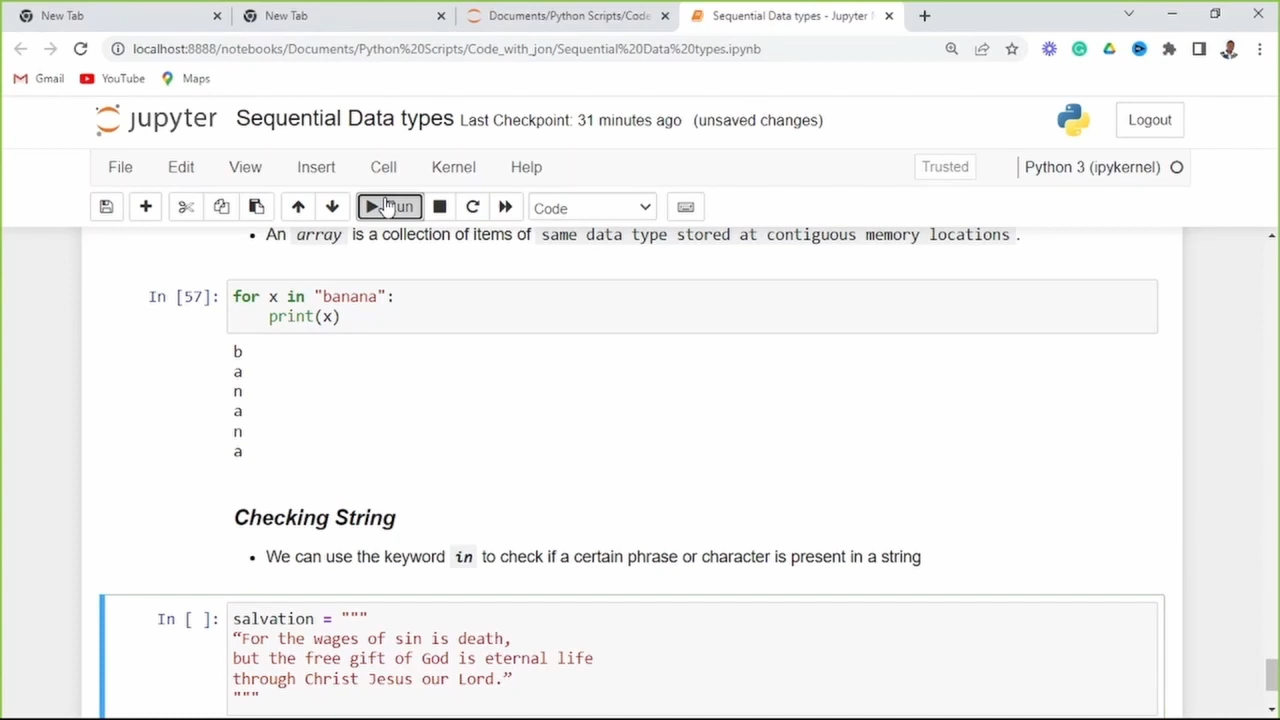 New Tab
New Tab
Documents/Python Scripts/Code
Sequential Data types - Jupyter
localhost:8888/notebooks/Documents/Python%20Scripts/Code_with_jon/Sequential%20Data%20types.ipynb
Gmail YouTube Maps
jupyter Sequential Data types Last Checkpoint: 31 minutes ago (unsaved changes) Logout
File Edit View Insert Cell Kernel Help Trusted Python 3 (ipykernel)
Code
• An array is a collection of items of same data type stored at contiguous memory locations .
In [57]: for x in "banana":
print(x)
b
a
n
a
n
a
Checking String
• We can use the keyword in to check if a certain phrase or character is present in a string
In [ ]: salvation = """
“For the wages of sin is death,
but the free gift of God is eternal life
through Christ Jesus our Lord.”
"""